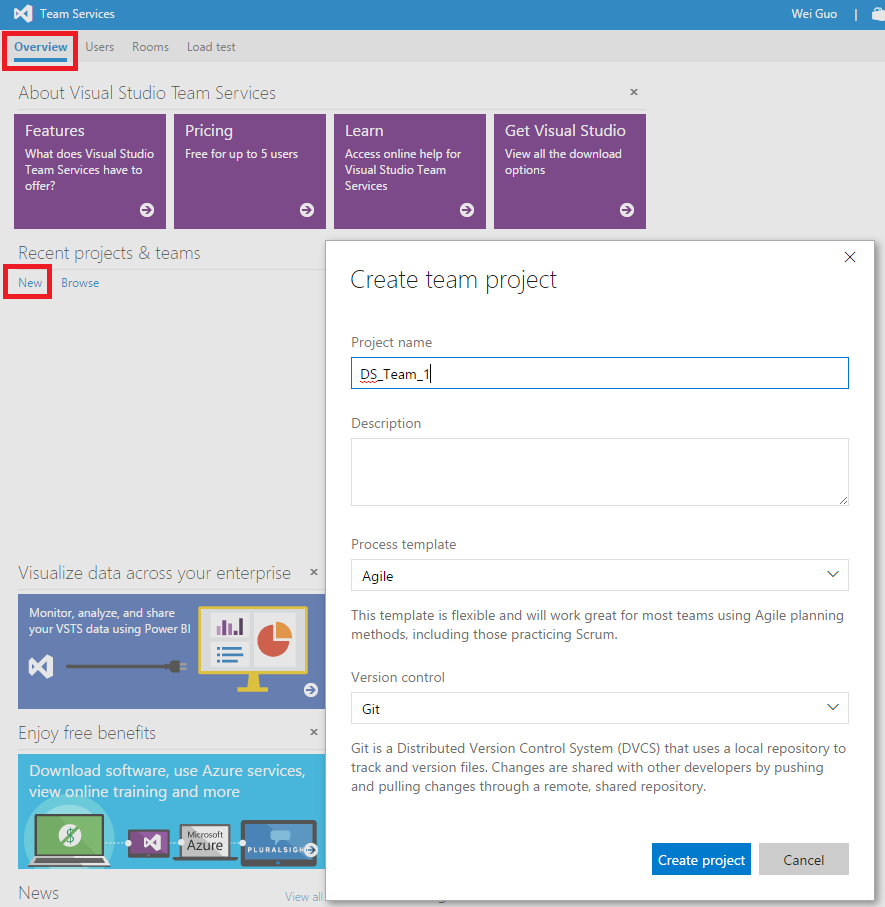 Team Services
Wei Guo |
Overview Users Rooms Load test
About Visual Studio Team Services
Features
What does Visual Studio
Team Services have to
offer?
Pricing
Free for up to 5 users
Learn
Access online help for
Visual Studio Team
Services
Get Visual Studio
View all the download
options
Recent projects & teams
New Browse
Visualize data across your enterprise
Monitor, analyze, and share
your VSTS data using Power BI
Enjoy free benefits
Download software, use Azure services,
view online training and more
$
Microsoft
Azure
PLURALSIGH
News
View all
Create team project
Project name
DS_Team_1
Description
Process template
Agile
This template is flexible and will work great for most teams using Agile planning
methods, including those practicing Scrum.
Version control
Git
Git is a Distributed Version Control System (DVCS) that uses a local repository to
track and version files. Changes are shared with other developers by pushing
and pulling changes through a remote, shared repository.
Create project
Cancel